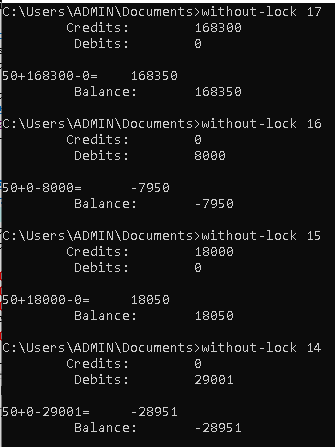 C:\Users\ADMIN\Documents>without-lock 17
Credits: 168300
Debits: 0
50+168300-0= 168350
Balance: 168350
C:\Users\ADMIN\Documents>without-lock 16
Credits: 0
Debits: 8000
50+0-8000= -7950
Balance: -7950
C:\Users\ADMIN\Documents>without-lock 15
Credits: 18000
Debits: 0
50+18000-0= 18050
Balance: 18050
C:\Users\ADMIN\Documents>without-lock 14
Credits: 0
Debits: 29001
50+0-29001= -28951
Balance: -28951